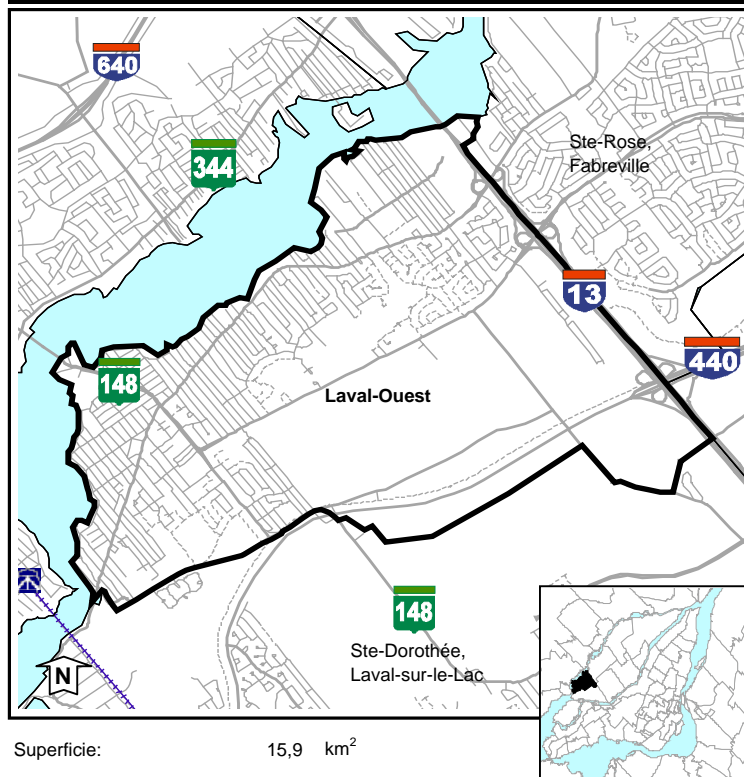 640
344
Ste-Rose,
Fabreville
13
440
148
Laval-Ouest
148
Ste-Dorothée,
Laval-sur-le-Lac
N
Superficie: 15,9 km²